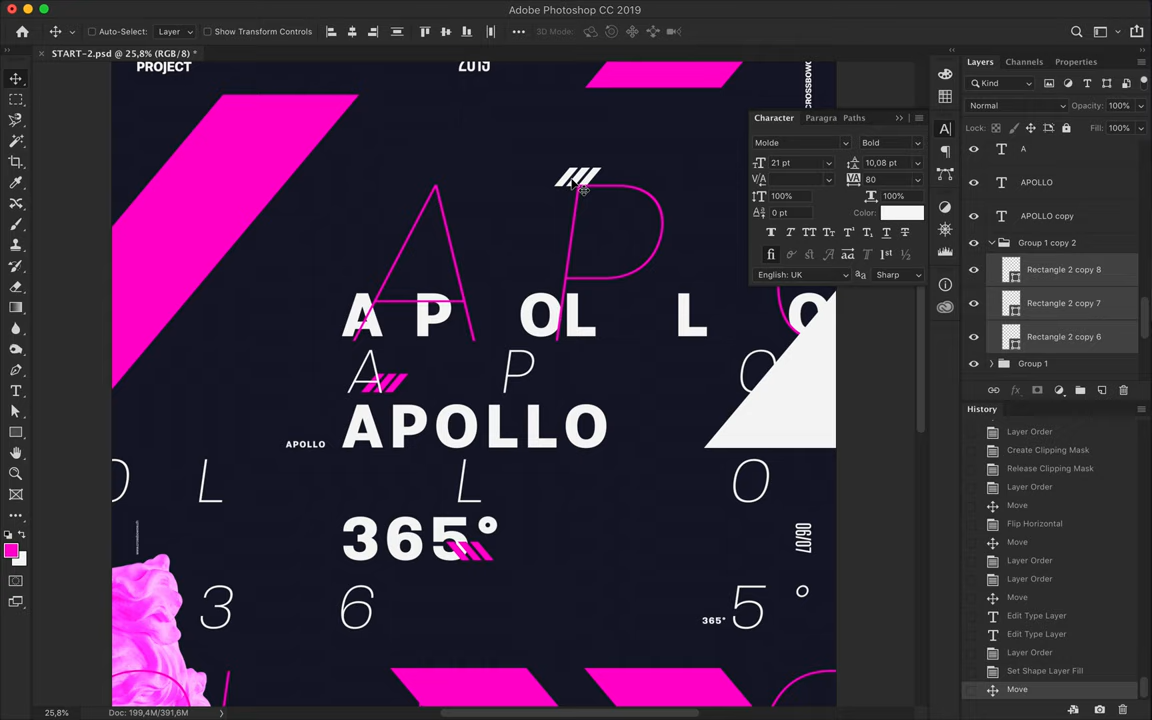 Adobe Photoshop CC 2019
Auto-Select:
Layer
Show Transform Controls
3D Mode:
START-2.psd @ 25,8% (RGB/8) *
PROJECT
CROSSBOWO
A P
A P OL L O
A P O
APOLLO
APOLLO
OL L O
365°
06/07
3 6 5°
365°
Character
Paragra
Paths
Molde
Bold
21 pt
10,08 pt
80
100%
100%
0 pt
Color:
English: UK
Sharp
Layers
Channels
Properties
Kind
Normal
Opacity: 100%
Lock:
Fill: 100%
A
APOLLO
APOLLO copy
Group 1 copy 2
Rectangle 2 copy 8
Rectangle 2 copy 7
Rectangle 2 copy 6
Group 1
History
Layer Order
Create Clipping Mask
Release Clipping Mask
Layer Order
Move
Flip Horizontal
Move
Layer Order
Layer Order
Move
Edit Type Layer
Edit Type Layer
Layer Order
Set Shape Layer Fill
Move
25,8%
Doc: 199,4M/391,6M